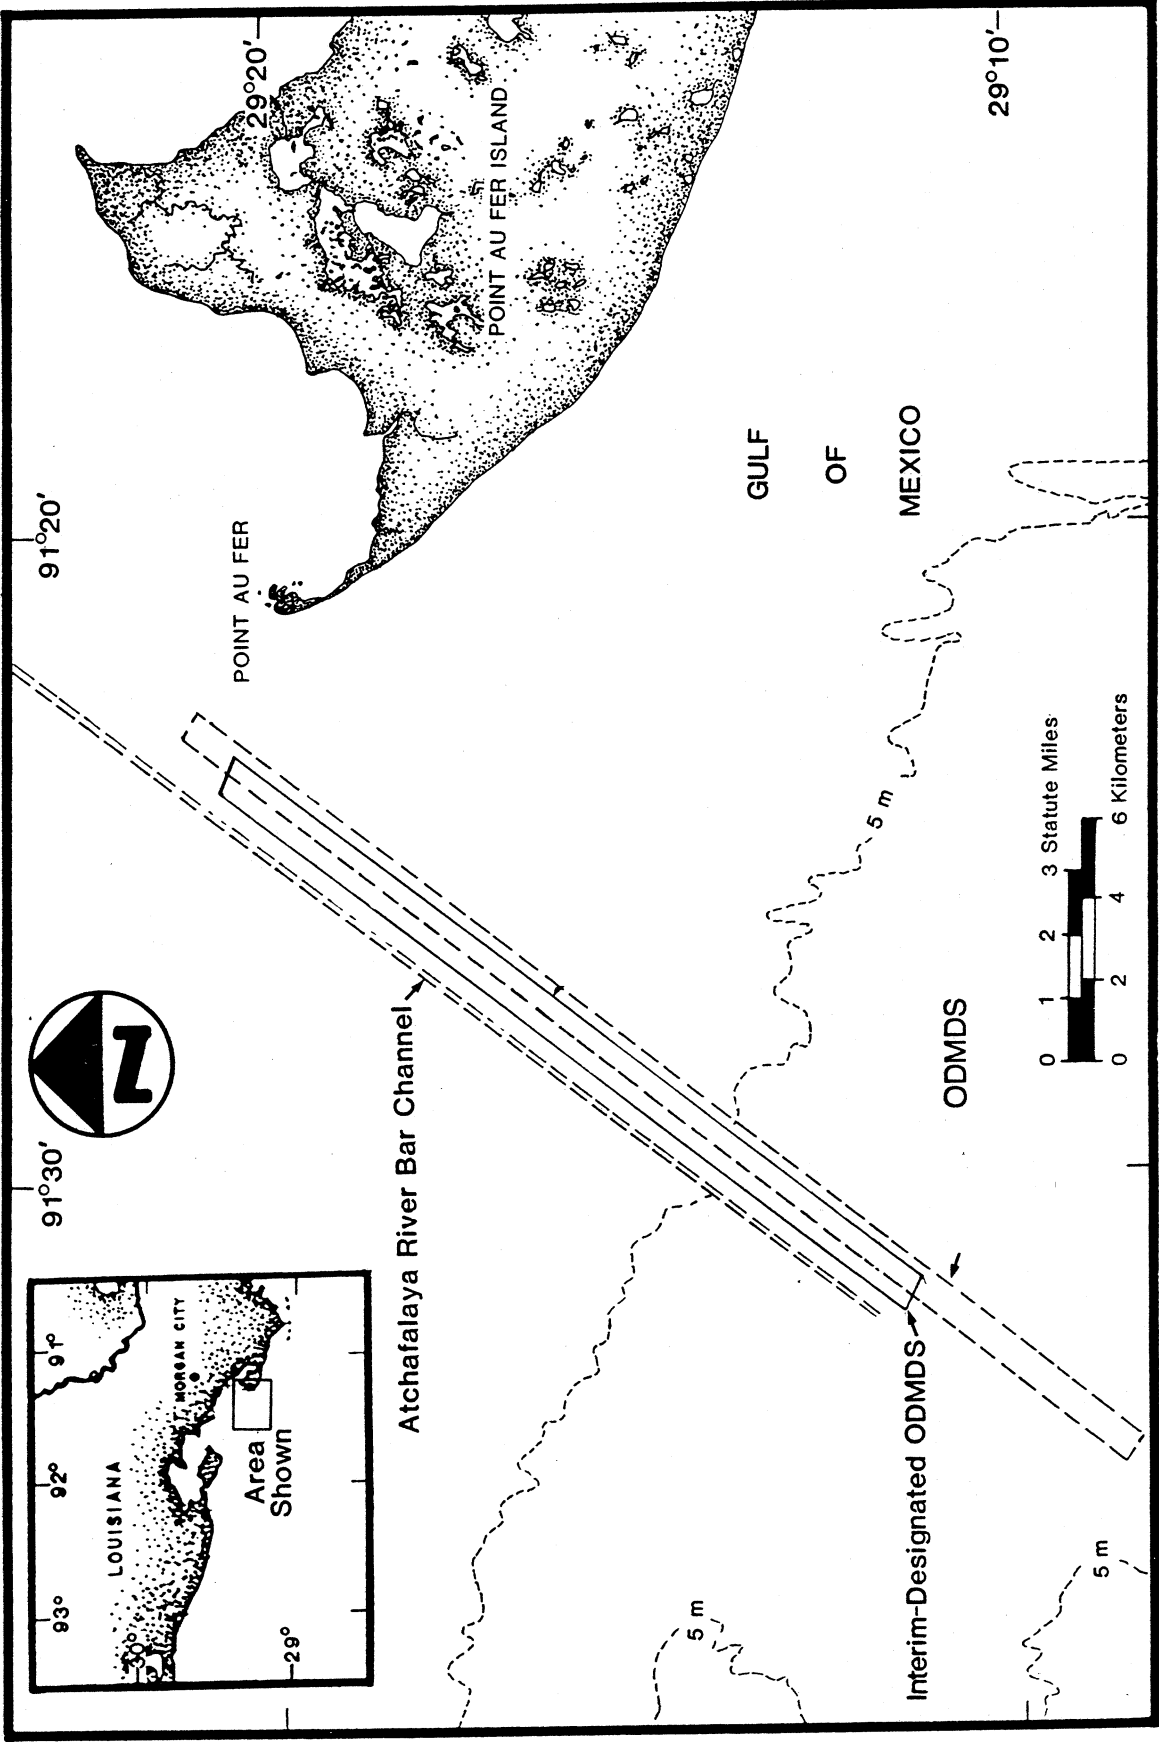 LOUISIANA
MORGAN CITY
Area
Shown
93°
92°
91°
30°
29°
N
91°30′
91°20′
29°20′
29°10′
POINT AU FER
POINT AU FER ISLAND
Atchafalaya River Bar Channel
GULF
OF
MEXICO
5 m
5 m
5 m
Interim-Designated ODMDS
ODMDS
0 1 2 3 Statute Miles
0 2 4 6 Kilometers